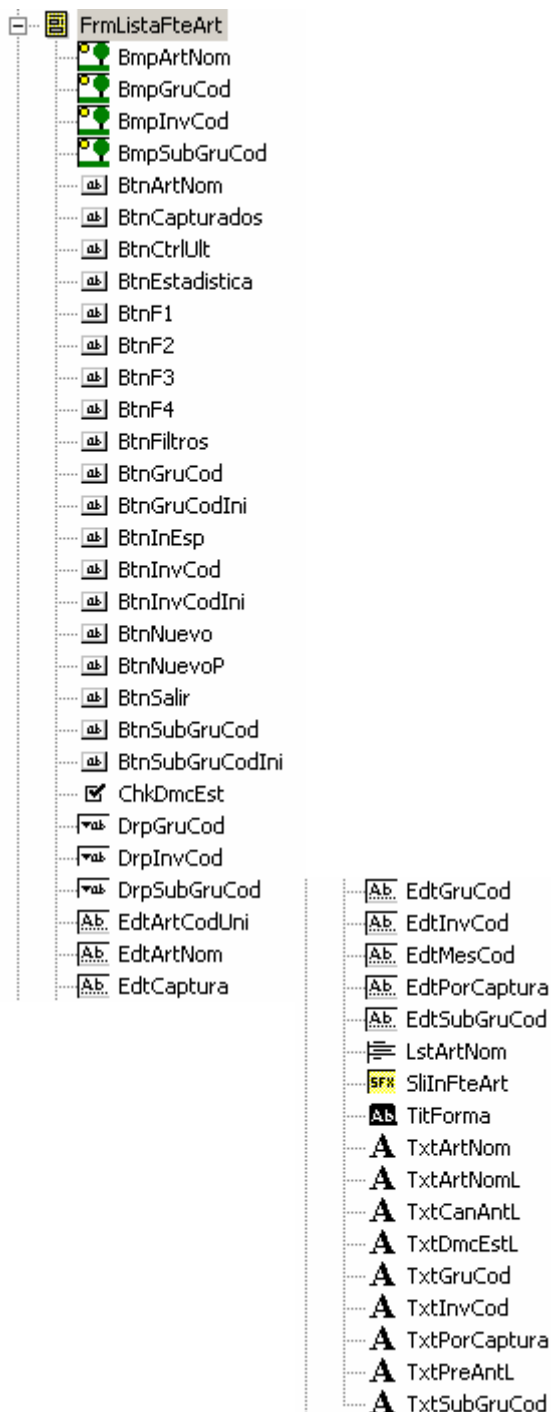 FrmListaFteArt
BmpArtNom
BmpGruCod
BmpInvCod
BmpSubGruCod
BtnArtNom
BtnCapturados
BtnCtrlUlt
BtnEstadistica
BtnF1
BtnF2
BtnF3
BtnF4
BtnFiltros
BtnGruCod
BtnGruCodIni
BtnInEsp
BtnInvCod
BtnInvCodIni
BtnNuevo
BtnNuevoP
BtnSalir
BtnSubGruCod
BtnSubGruCodIni
ChkDmcEst
DrpGruCod
DrpInvCod
DrpSubGruCod
EdtArtCodUni
EdtArtNom
EdtCaptura
EdtGruCod
EdtInvCod
EdtMesCod
EdtPorCaptura
EdtSubGruCod
LstArtNom
SliInFteArt
TitForma
TxtArtNom
TxtArtNomL
TxtCanAntL
TxtDmcEstL
TxtGruCod
TxtInvCod
TxtPorCaptura
TxtPreAntL
TxtSubGruCod